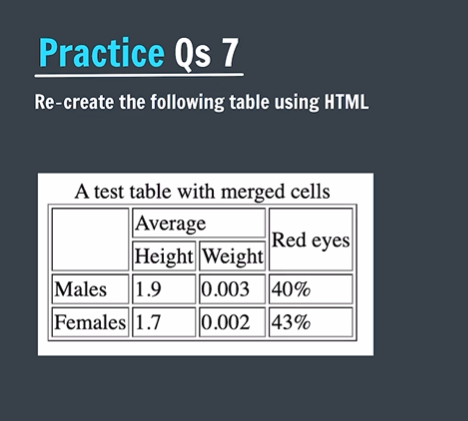 Practice Qs 7
Re-create the following table using HTML
A test table with merged cells
Average Red eyes
Height Weight
Males 1.9 0.003 40%
Females 1.7 0.002 43%